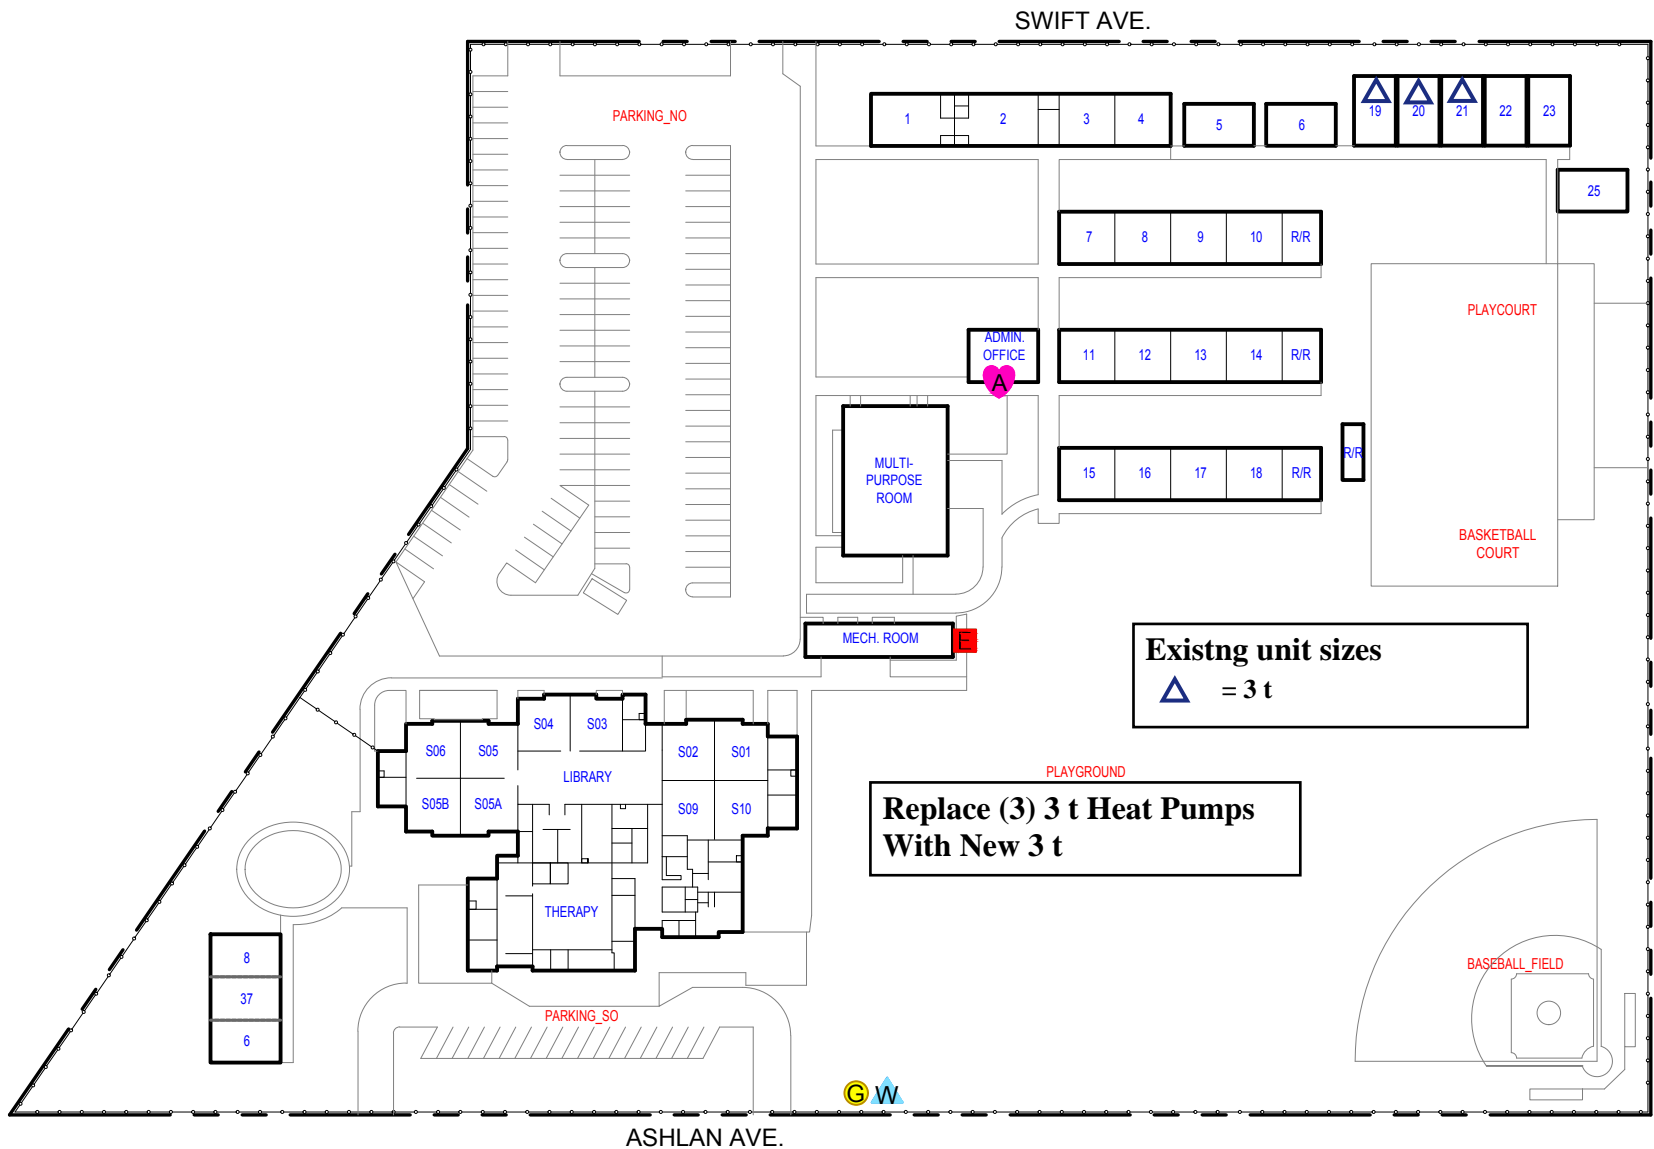 SWIFT AVE.
PARKING_NO
1
2
3
4
5
6
19
20
21
22
23
25
7
8
9
10
R/R
PLAYCOURT
ADMIN.
OFFICE
A
11
12
13
14
R/R
MULTI-
PURPOSE
ROOM
15
16
17
18
R/R
R/R
BASKETBALL
COURT
MECH. ROOM
E
Existng unit sizes
= 3 t
S04
S03
S06
S05
S02
S01
LIBRARY
S05B
S05A
S09
S10
PLAYGROUND
Replace (3) 3 t Heat Pumps
With New 3 t
THERAPY
8
37
6
BASEBALL_FIELD
PARKING_SO
G
W
ASHLAN AVE.